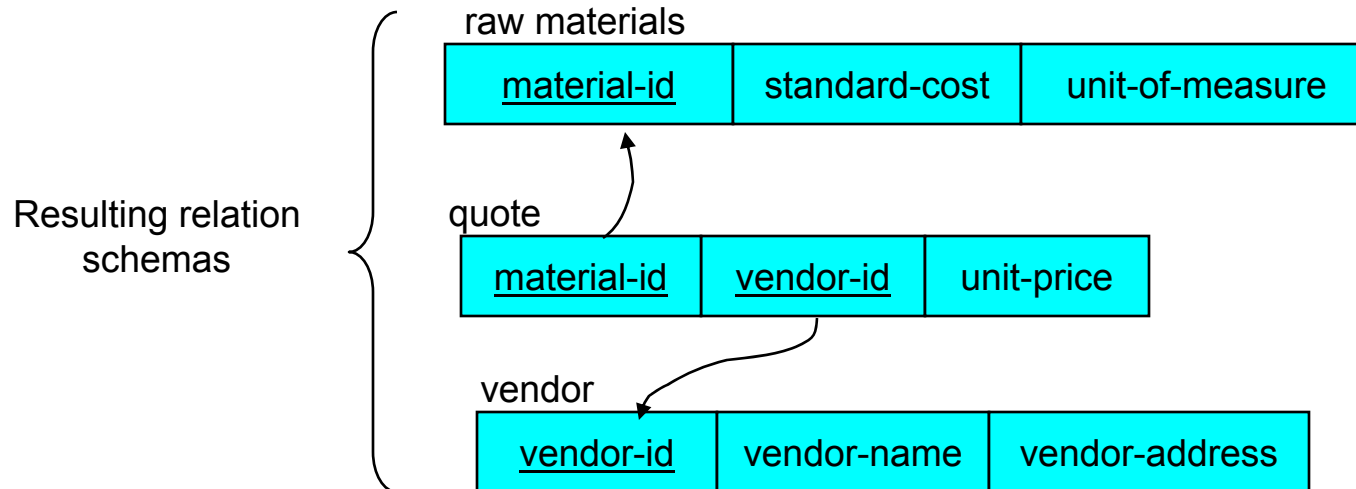 raw materials
material-id standard-cost unit-of-measure
Resulting relation
schemas
quote
material-id vendor-id unit-price
vendor
vendor-id vendor-name vendor-address